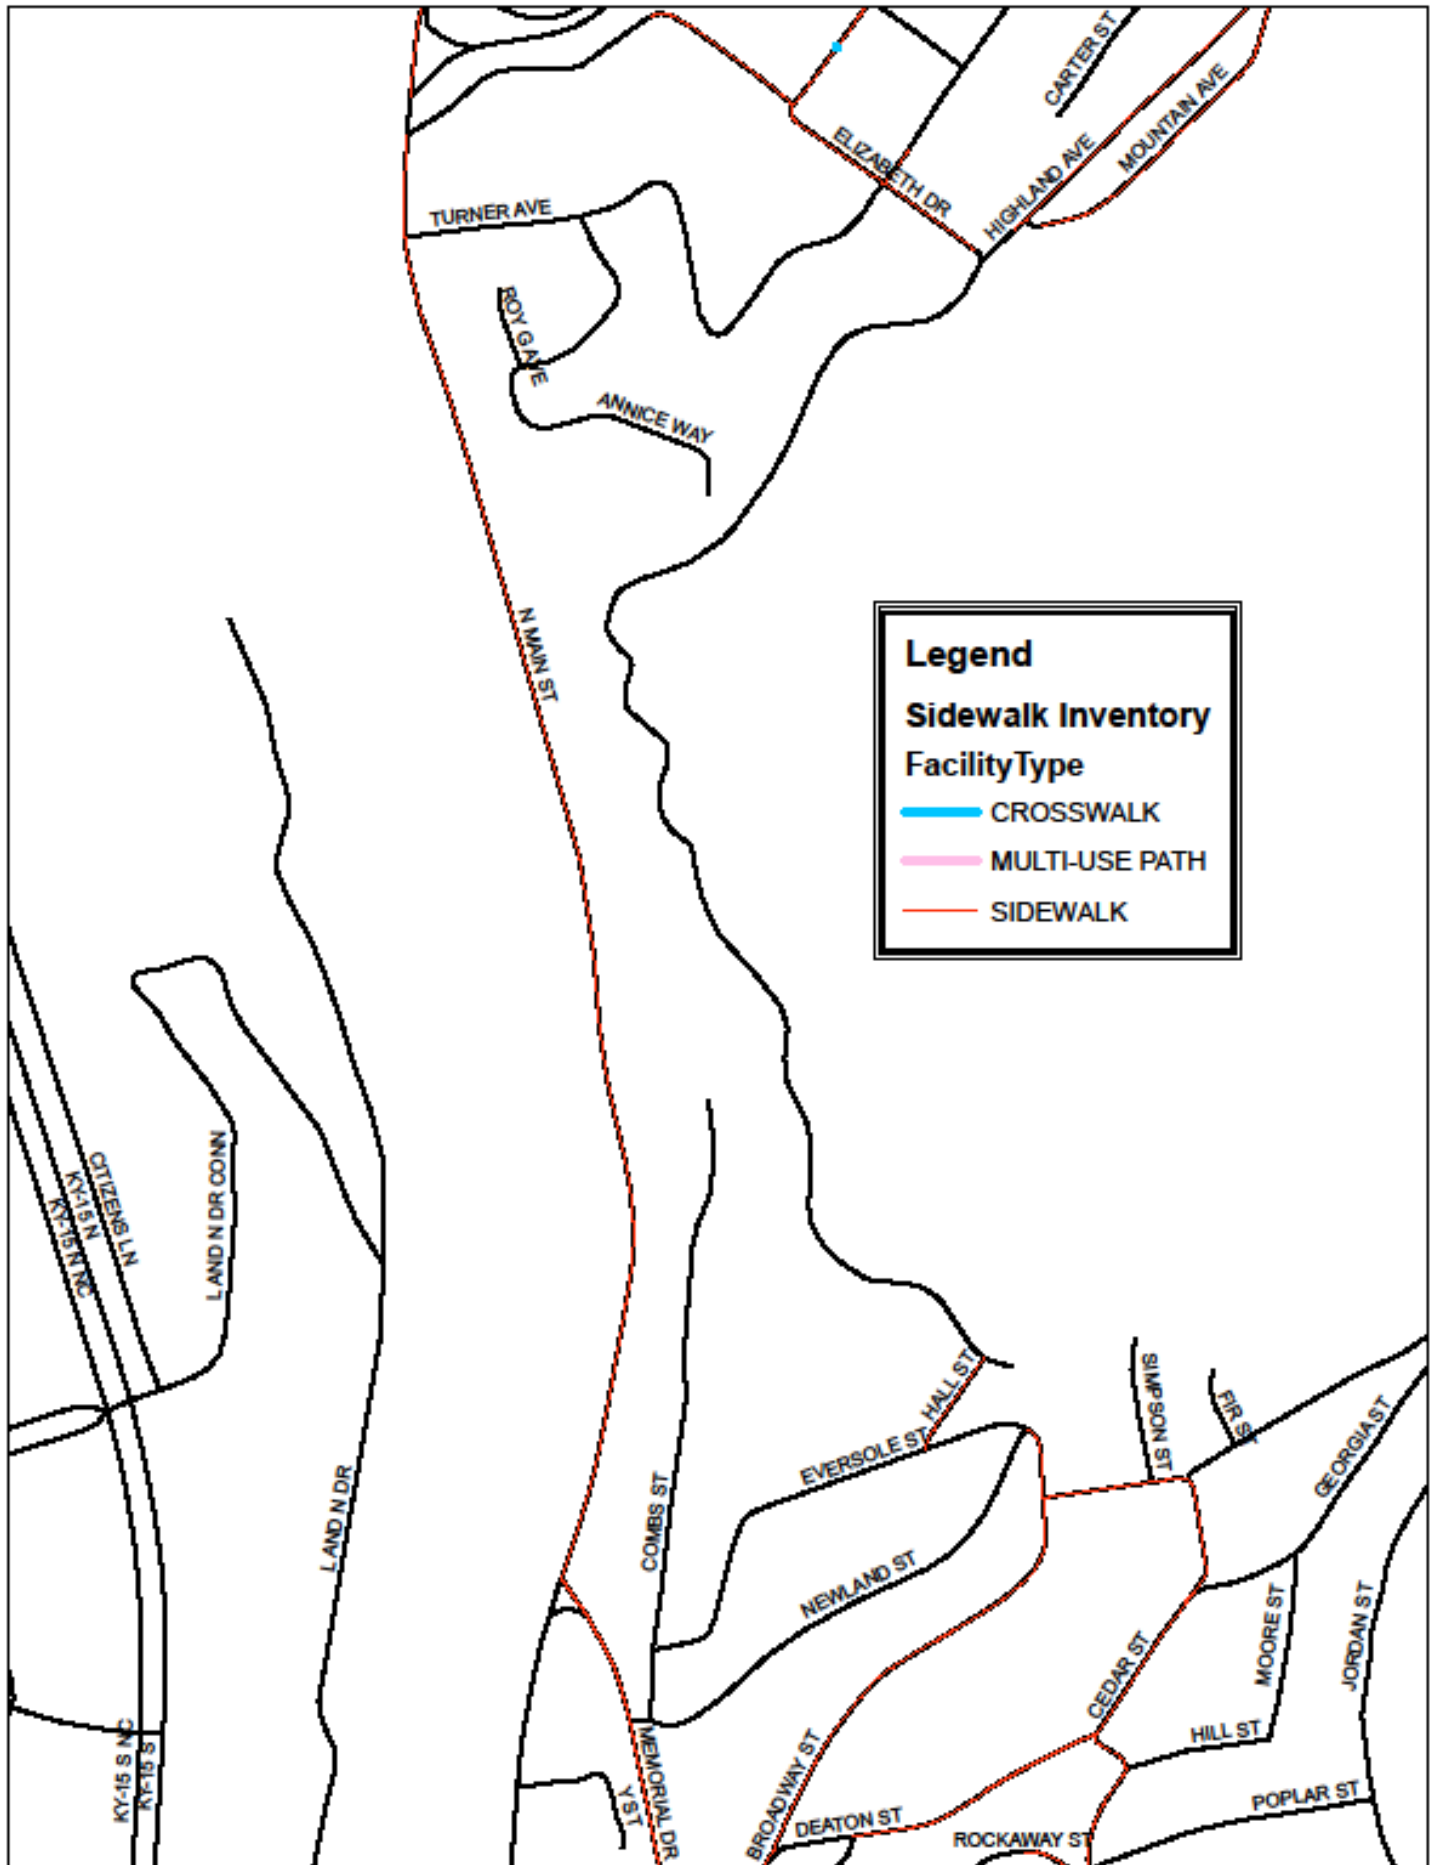 CARTER ST
MOUNTAIN AVE
ELIZABETH DR
HIGHLAND AVE
TURNER AVE
ROY G AVE
ANNICE WAY
N MAIN ST
Legend
Sidewalk Inventory
FacilityType
CROSSWALK
MULTI-USE PATH
SIDEWALK
CITIZENS LN
KY-15 N
KY-15 N NC
LAND N DR CONN
HALL ST
SIMPSON ST
FIR ST
GEORGIA ST
EVERSOLE ST
LAND N DR
COMBS ST
NEWLAND ST
MOORE ST
JORDAN ST
CEDAR ST
HILL ST
KY-15 S NC
KY-15 S
Y ST
MEMORIAL DR
BROADWAY ST
DEATON ST
POPLAR ST
ROCKAWAY ST